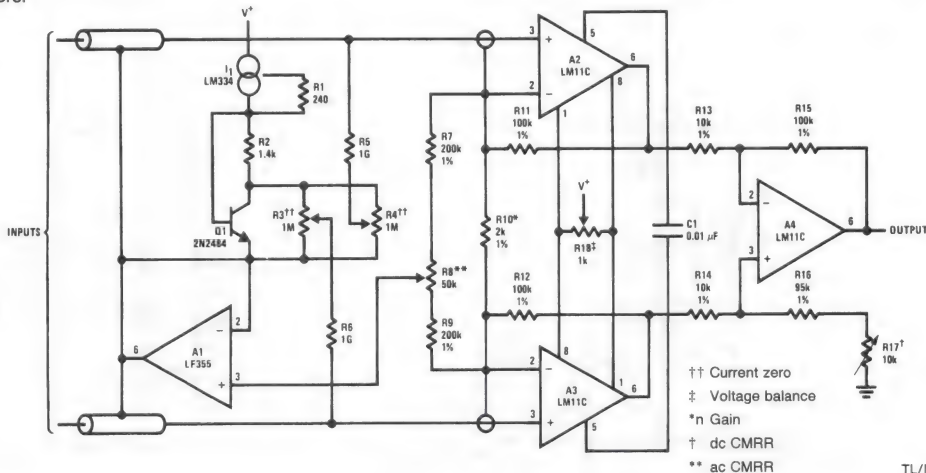 V+
I1
LM334
R1
240
R2
1.4k
Q1
2N2484
R3††
1M
R4††
1M
R5
1G
R6
1G
INPUTS
A1
LF355
2
3
6
R7
200k
1%
R8**
50k
R9
200k
1%
R10*
2k
1%
R11
100k
1%
R12
100k
1%
V+
R18‡
1k
A2
LM11C
3
2
5
6
8
1
A3
LM11C
2
3
8
1
6
5
C1
0.01 µF
R13
10k
1%
R14
10k
1%
R15
100k
1%
R16
95k
1%
R17†
10k
A4
LM11C
2
3
6
OUTPUT
†† Current zero
‡ Voltage balance
*n Gain
† dc CMRR
** ac CMRR